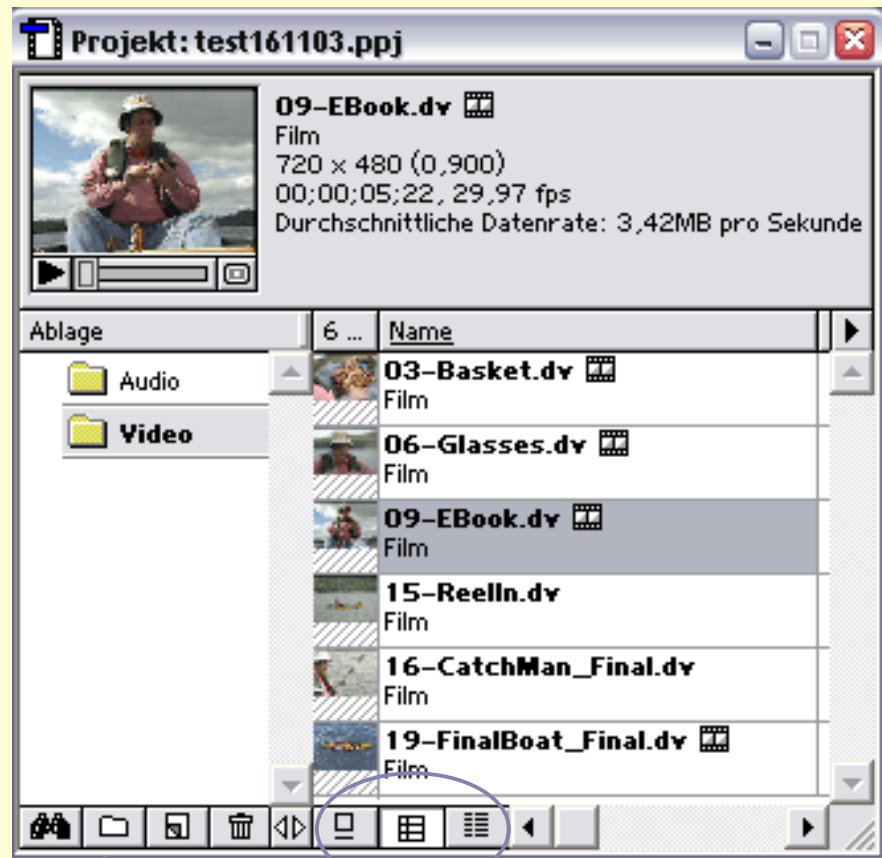 Projekt: test161103.ppj
09-EBook.dv
Film
720 x 480 (0,900)
00;00;05;22, 29,97 fps
Durchschnittliche Datenrate: 3,42MB pro Sekunde
Ablage
6 ... Name
Audio
Video
03-Basket.dv
Film
06-Glasses.dv
Film
09-EBook.dv
Film
15-ReelIn.dv
Film
16-CatchMan_Final.dv
Film
19-FinalBoat_Final.dv
Film